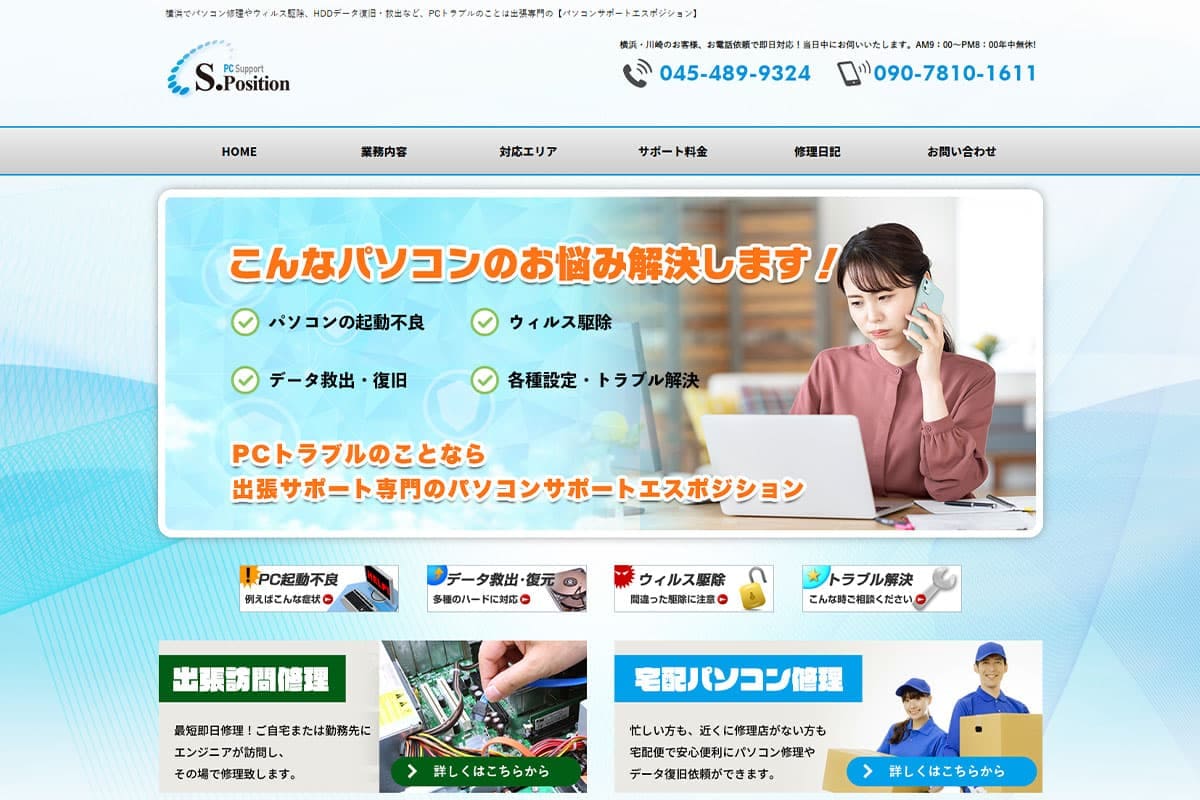 横浜でパソコン修理やウィルス駆除、HDDデータ復旧・救出など、PCトラブルのことは出張専門の【パソコンサポートエスポジション】
PC Support
S.Position
横浜・川崎のお客様、お電話依頼で即日対応！当日中にお伺いいたします。AM9：00～PM8：00年中無休!
045-489-9324
090-7810-1611
HOME
業務内容
対応エリア
サポート料金
修理日記
お問い合わせ
こんなパソコンのお悩み解決します！
パソコンの起動不良
ウィルス駆除
データ救出・復旧
各種設定・トラブル解決
PCトラブルのことなら
出張サポート専門のパソコンサポートエスポジション
PC起動不良
例えばこんな症状
HELP!
データ救出・復元
多種のハードに対応
ウィルス駆除
間違った駆除に注意
トラブル解決
こんな時ご相談ください
出張訪問修理
最短即日修理！ご自宅または勤務先に
エンジニアが訪問し、
その場で修理致します。
詳しくはこちらから
宅配パソコン修理
忙しい方も、近くに修理店がない方も
宅配便で安心便利にパソコン修理や
データ復旧依頼ができます。
詳しくはこちらから